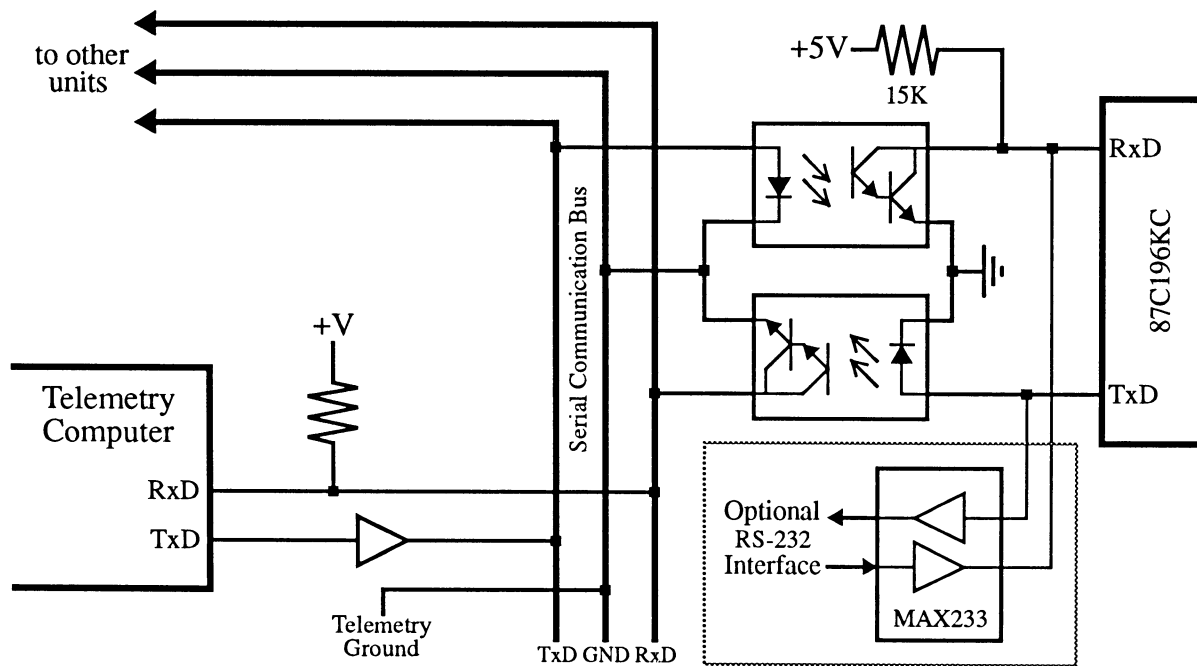 to other
units
+5V
15K
RxD
87C196KC
TxD
Serial Communication Bus
+V
Telemetry
Computer
RxD
TxD
Telemetry
Ground
TxD GND RxD
Optional
RS-232
Interface
MAX233